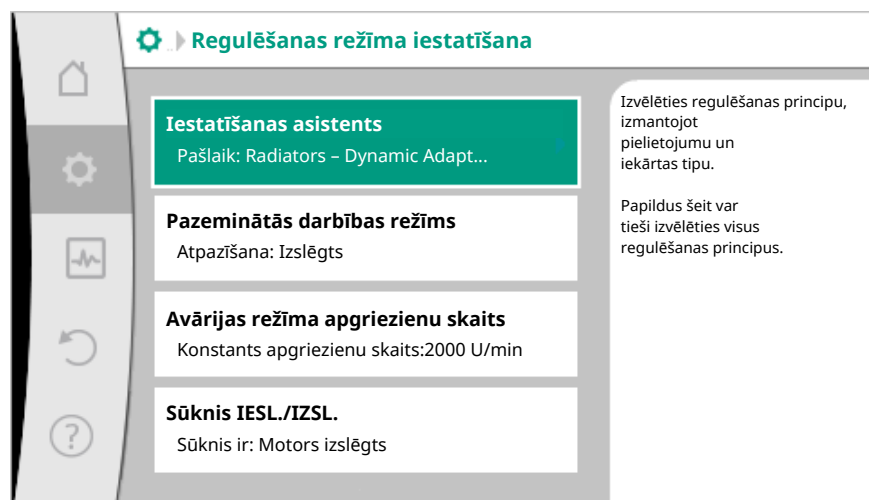 Regulēšanas režīma iestatīšana
Iestatīšanas asistents
Pašlaik: Radiators – Dynamic Adapt...
Pazeminātās darbības režīms
Atpazīšana: Izslēgts
Avārijas režīma apgriezienu skaits
Konstants apgriezienu skaits:2000 U/min
Sūknis IESL./IZSL.
Sūknis ir: Motors izslēgts
Izvēlēties regulēšanas principu,
izmantojot
pielietojumu un
iekārtas tipu.
Papildus šeit var
tieši izvēlēties visus
regulēšanas principus.